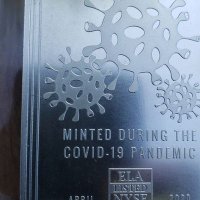 MINTED DURING THE
COVID-19 PANDEMIC
ELA
LISTED
NYSE
APRIL 2020